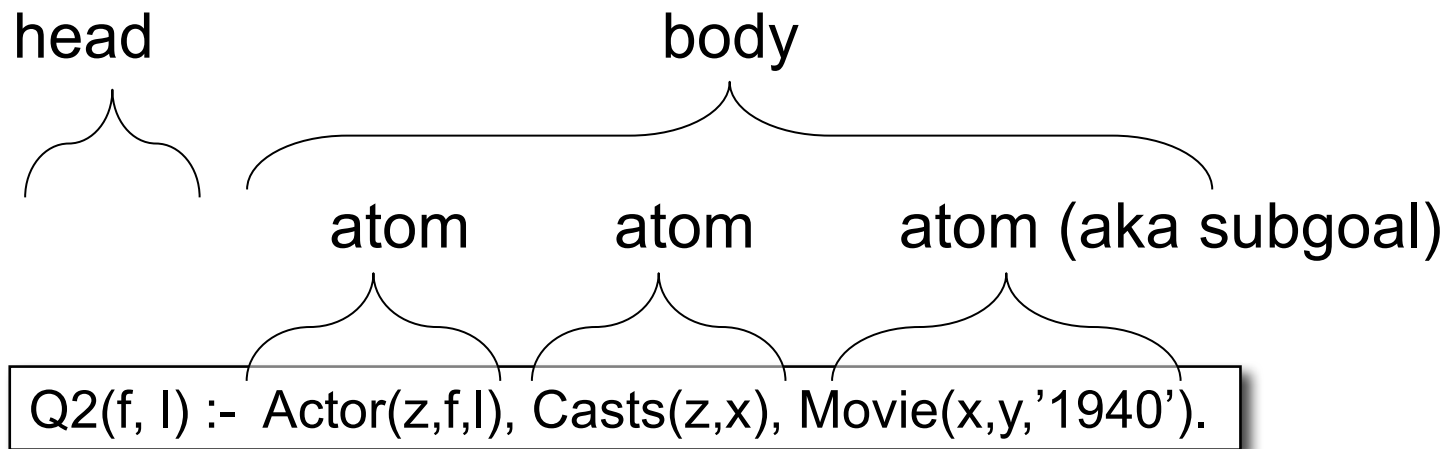 head body
atom atom atom (aka subgoal)
Q2(f, l) :- Actor(z,f,l), Casts(z,x), Movie(x,y,’1940’).